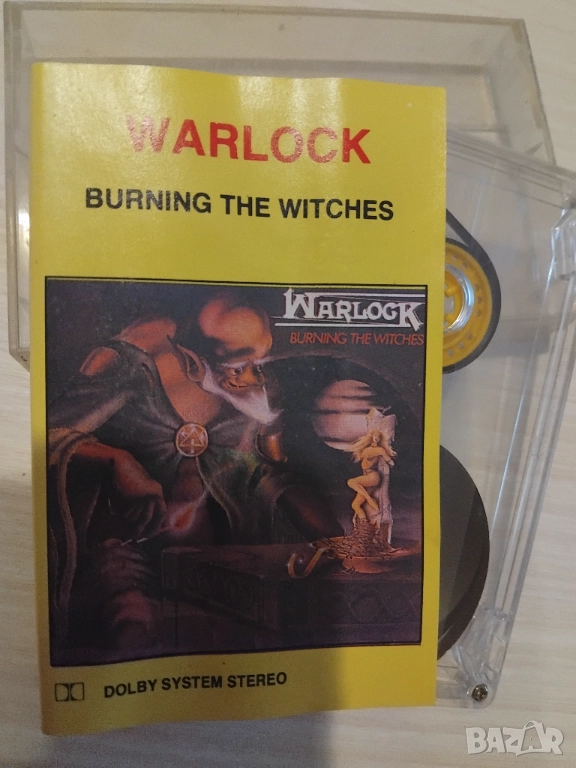 WARLOCK
BURNING THE WITCHES
WARLOCK
BURNING THE WITCHES
DOLBY SYSTEM STEREO
BAZAR